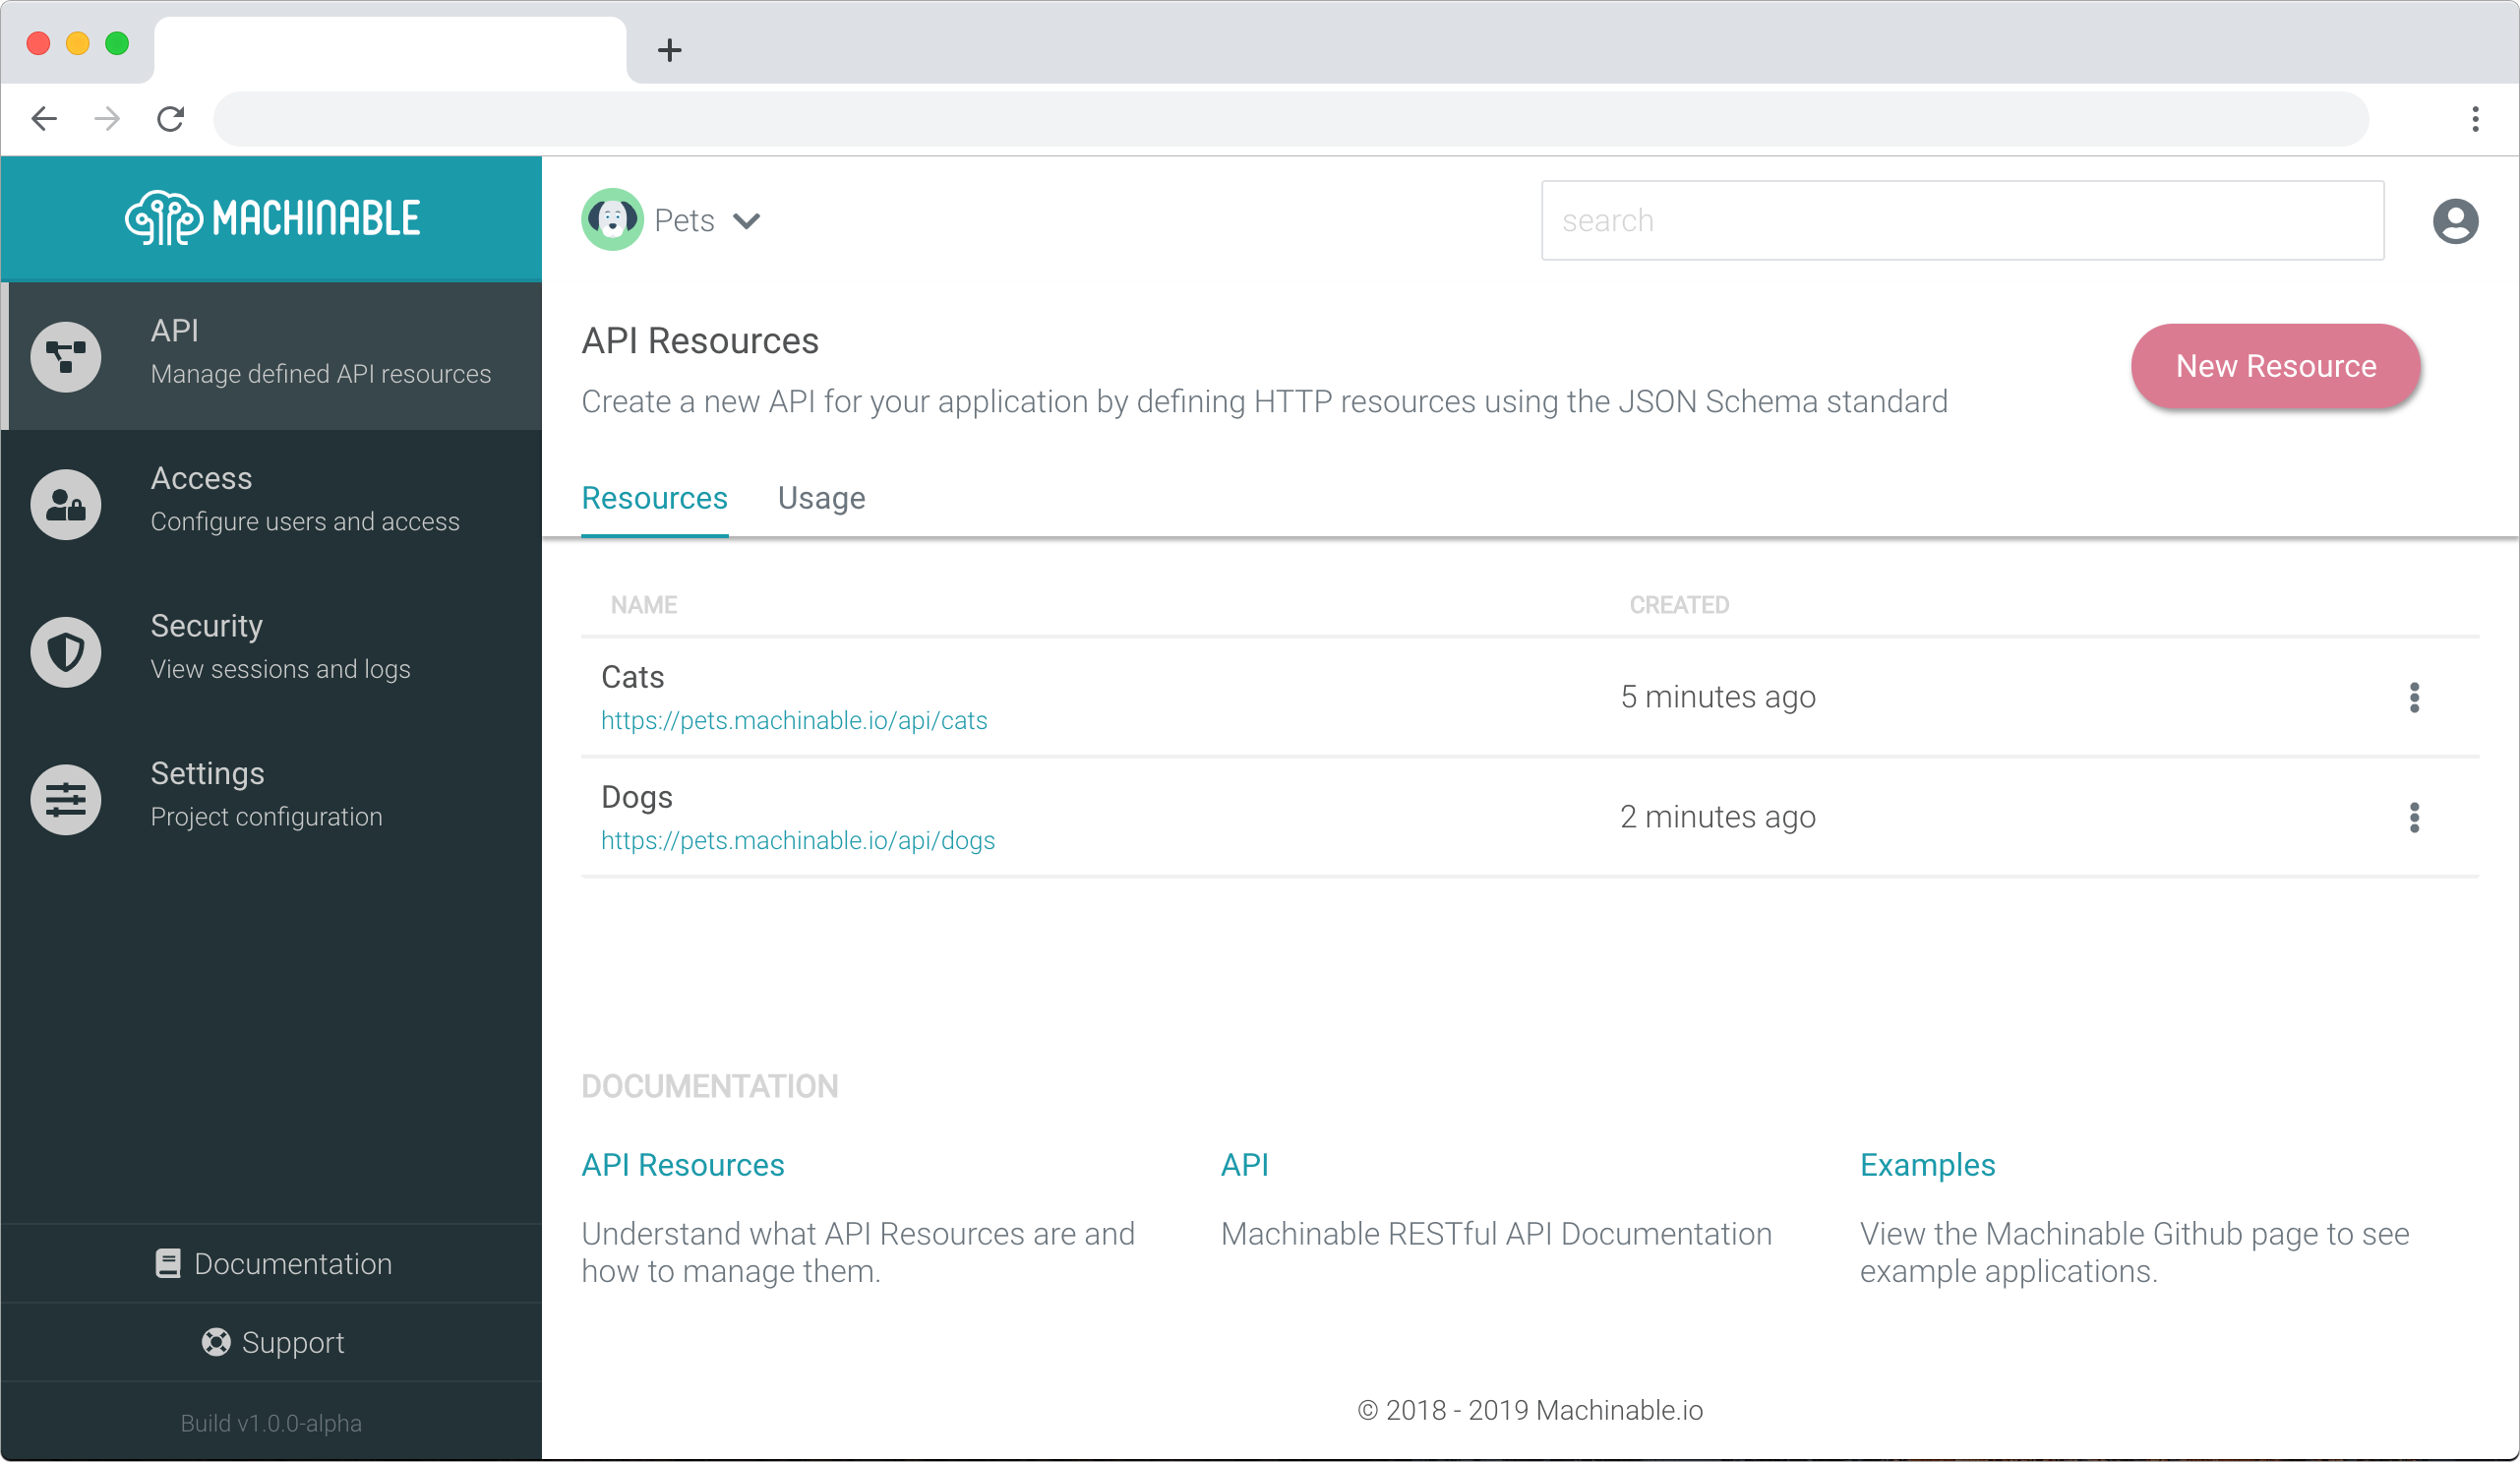 MACHINABLE
Pets
search
API
Manage defined API resources
Access
Configure users and access
Security
View sessions and logs
Settings
Project configuration
Documentation
Support
Build v1.0.0-alpha
API Resources
Create a new API for your application by defining HTTP resources using the JSON Schema standard
New Resource
Resources
Usage
NAME
CREATED
Cats
https://pets.machinable.io/api/cats
5 minutes ago
Dogs
https://pets.machinable.io/api/dogs
2 minutes ago
DOCUMENTATION
API Resources
Understand what API Resources are and
how to manage them.
API
Machinable RESTful API Documentation
Examples
View the Machinable Github page to see
example applications.
© 2018 - 2019 Machinable.io